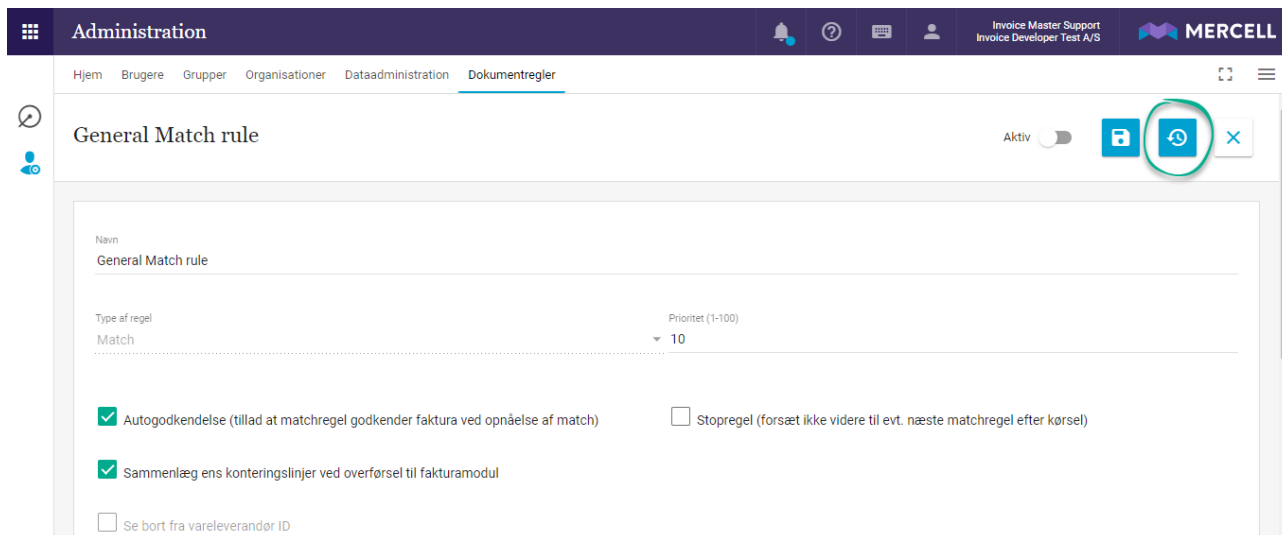 Administration
Invoice Master Support
Invoice Developer Test A/S
MERCELL
Hjem Brugere Grupper Organisationer Dataadministration Dokumentregler
General Match rule
Aktiv
Navn
General Match rule
Type af regel
Prioritet (1-100)
Match
10
Autogodkendelse (tillad at matchregel godkender faktura ved opnåelse af match)
Stopregel (forsæt ikke videre til evt. næste matchregel efter kørsel)
Sammenlæg ens konteringslinjer ved overførsel til fakturamodul
Se bort fra vareleverandør ID